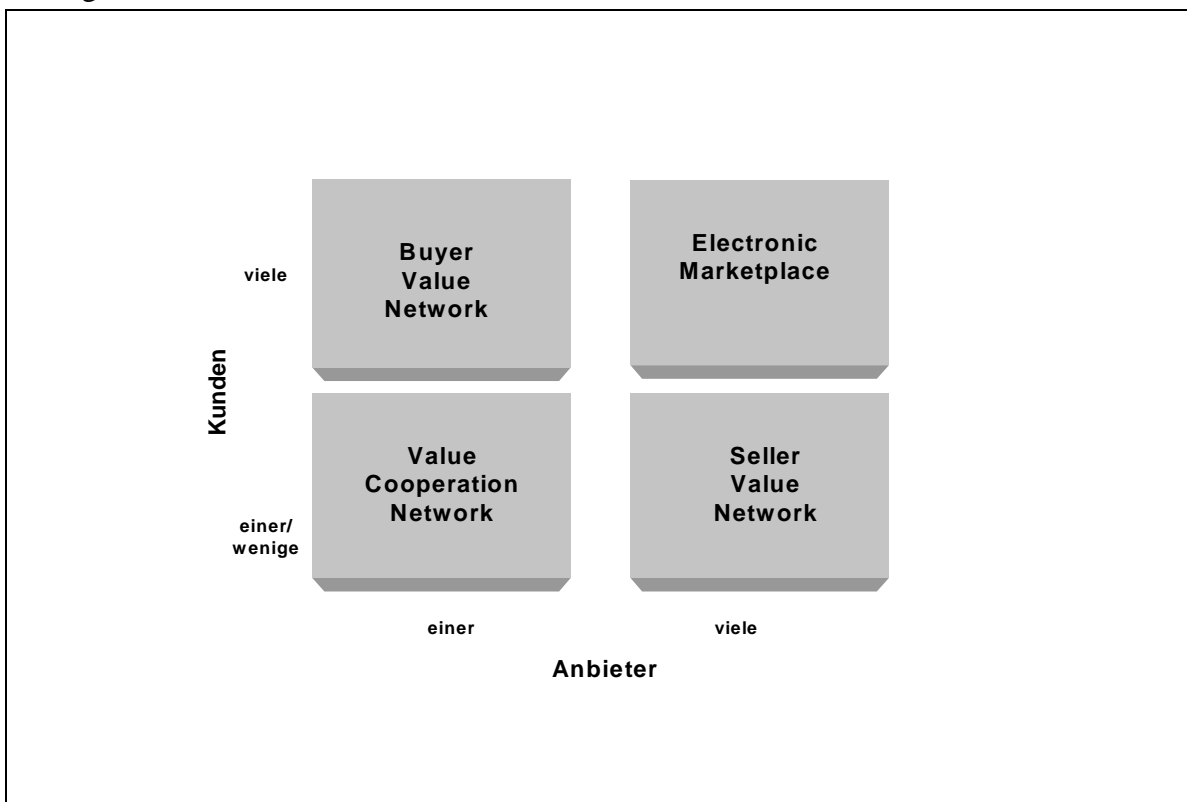 Buyer
Value
Network
Electronic
Marketplace
viele
Kunden
Value
Cooperation
Network
Seller
Value
Network
einer/
wenige
einer
viele
Anbieter